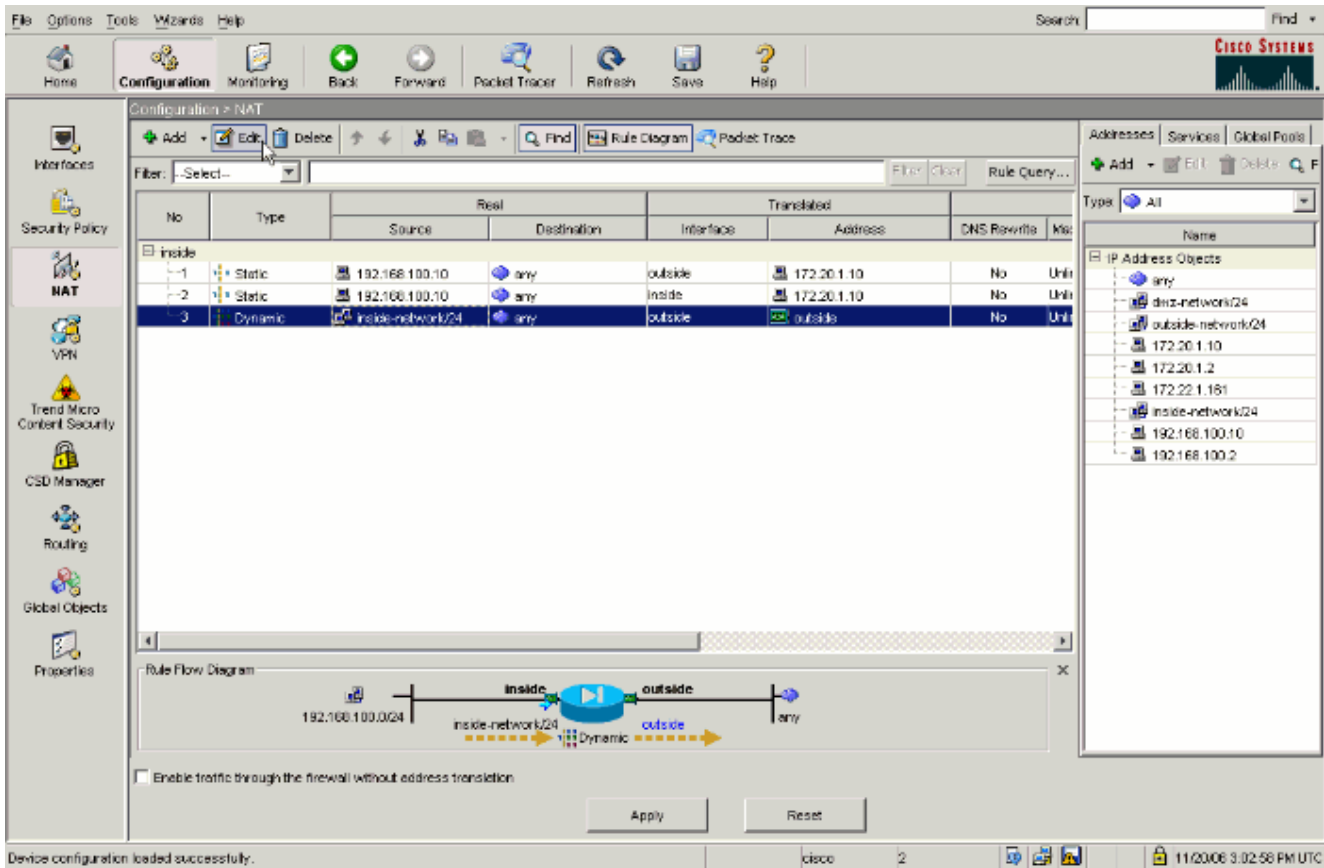 File Options Tools Wizards Help Search: Find
Home Configuration Monitoring Back Forward Packet Tracer Refresh Save Help
CISCO SYSTEMS
Configuration > NAT
Add Edit Delete Find Rule Diagram Packet Trace
Filter: --Select-- Filter Clear Rule Query...
No Type Real Translated
Source Destination Interface Address DNS Rewrite
inside
1 Static 192.168.100.10 any outside 172.20.1.10 No
2 Static 192.168.100.10 any inside 172.20.1.10 No
3 Dynamic inside-network/24 any outside outside No
Interfaces
Security Policy
NAT
VPN
Trend Micro
Content Security
CSD Manager
Routing
Global Objects
Properties
Addresses Services Global Pools
Add Edit Delete F
Type: All
Name
IP Address Objects
any
dmz-network/24
outside-network/24
172.20.1.10
172.20.1.2
172.22.1.161
inside-network/24
192.168.100.10
192.168.100.2
Rule Flow Diagram
inside outside
192.168.100.0/24 any
inside-network/24 outside
Dynamic
Enable traffic through the firewall without address translation
Apply Reset
Device configuration loaded successfully. cisco 2 11/20/06 3:02:58 PM UTC